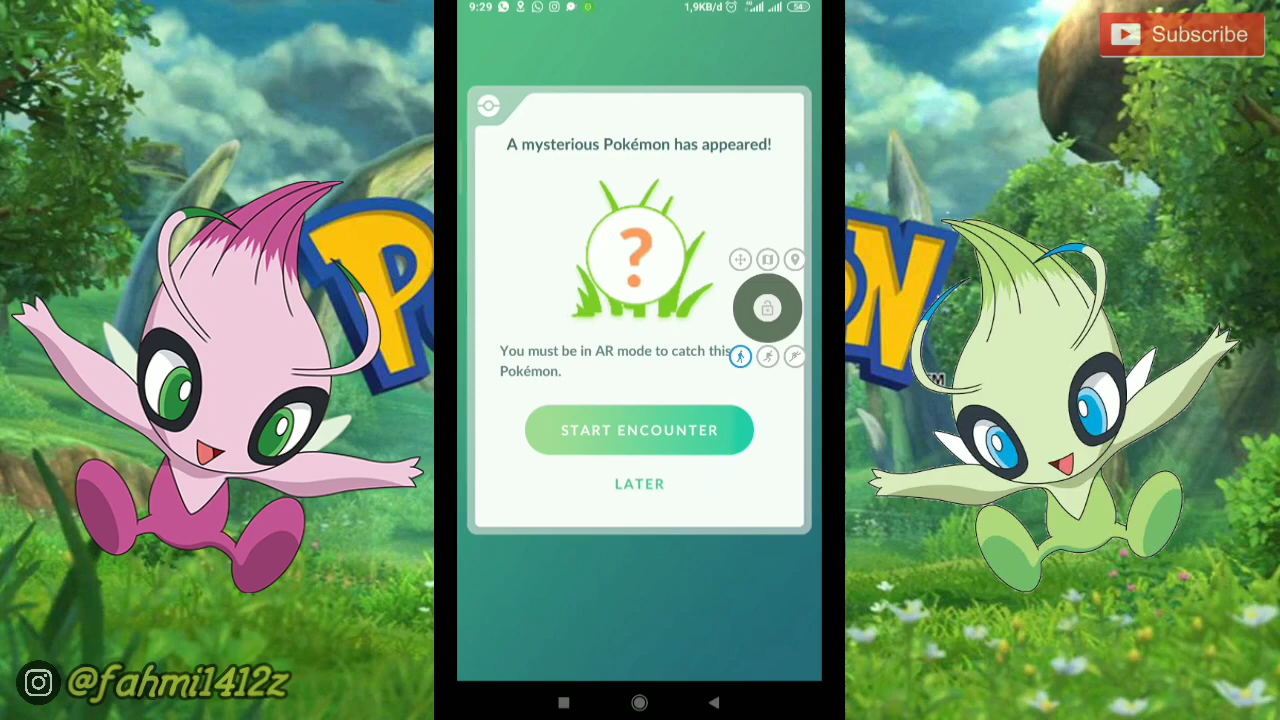 9:29
1,9KB/d
4G
54
Subscribe
A mysterious Pokémon has appeared!
?
You must be in AR mode to catch this
Pokémon.
START ENCOUNTER
LATER
@fahmi1412z